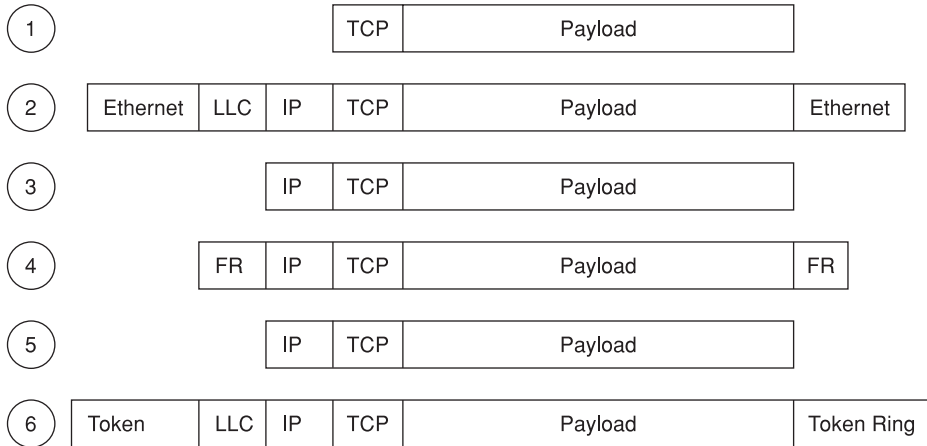 1 TCP Payload
2 Ethernet LLC IP TCP Payload Ethernet
3 IP TCP Payload
4 FR IP TCP Payload FR
5 IP TCP Payload
6 Token LLC IP TCP Payload Token Ring